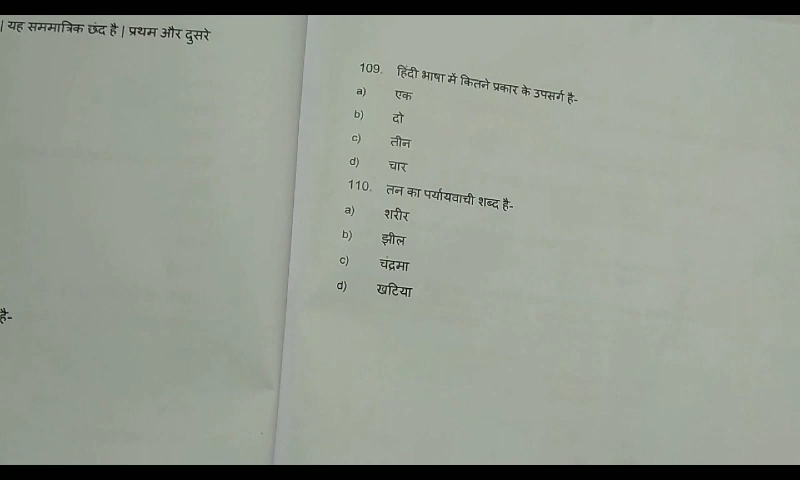 | यह सममात्रिक छंद है | प्रथम और दुसरे
है-
109. हिंदी भाषा में कितने प्रकार के उपसर्ग है-
a) एक
b) दो
c) तीन
d) चार
110. तन का पर्यायवाची शब्द है-
a) शरीर
b) झील
c) चंद्रमा
d) खटिया